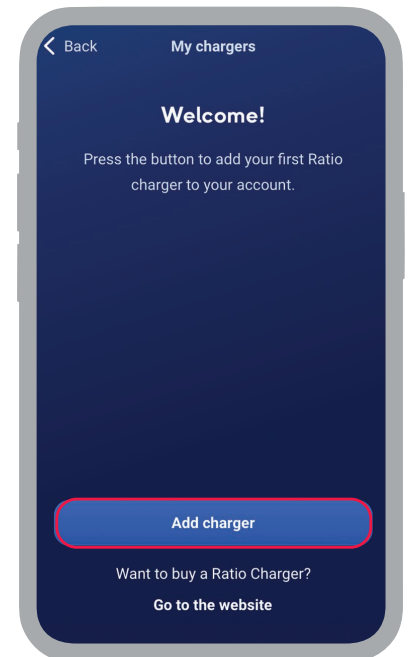 Back
My chargers
Welcome!
Press the button to add your first Ratio
charger to your account.
Add charger
Want to buy a Ratio Charger?
Go to the website